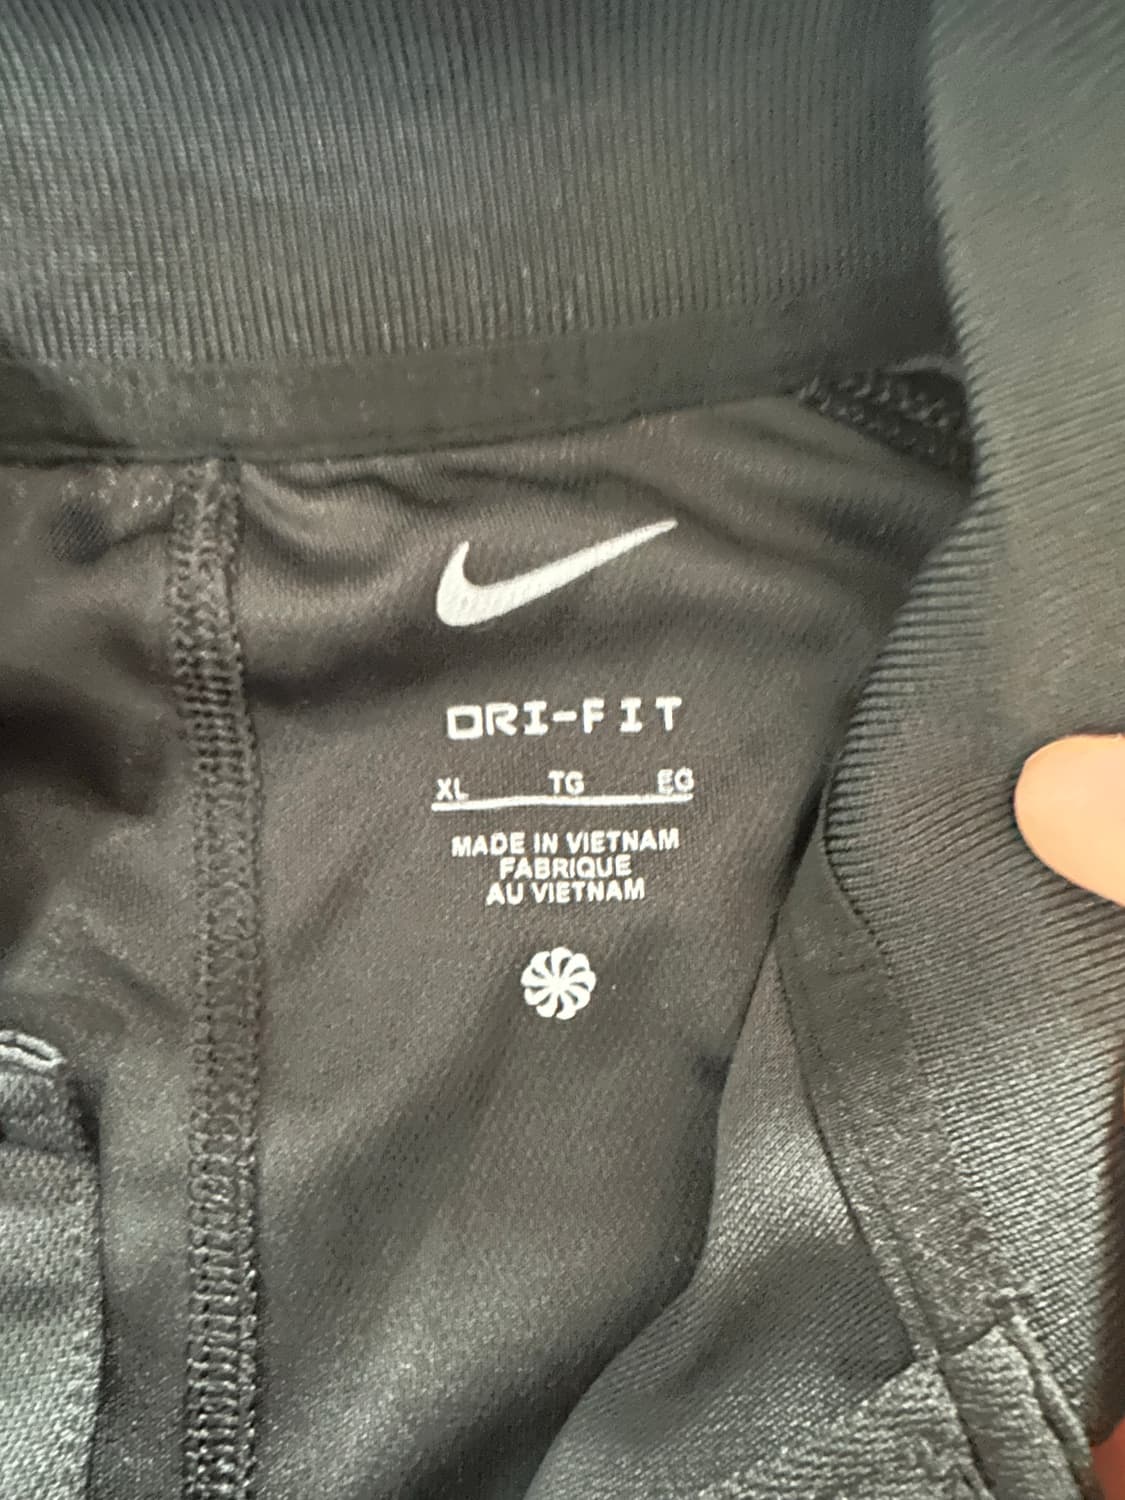 DRI-FIT
XL TG EG
MADE IN VIETNAM
FABRIQUE
AU VIETNAM